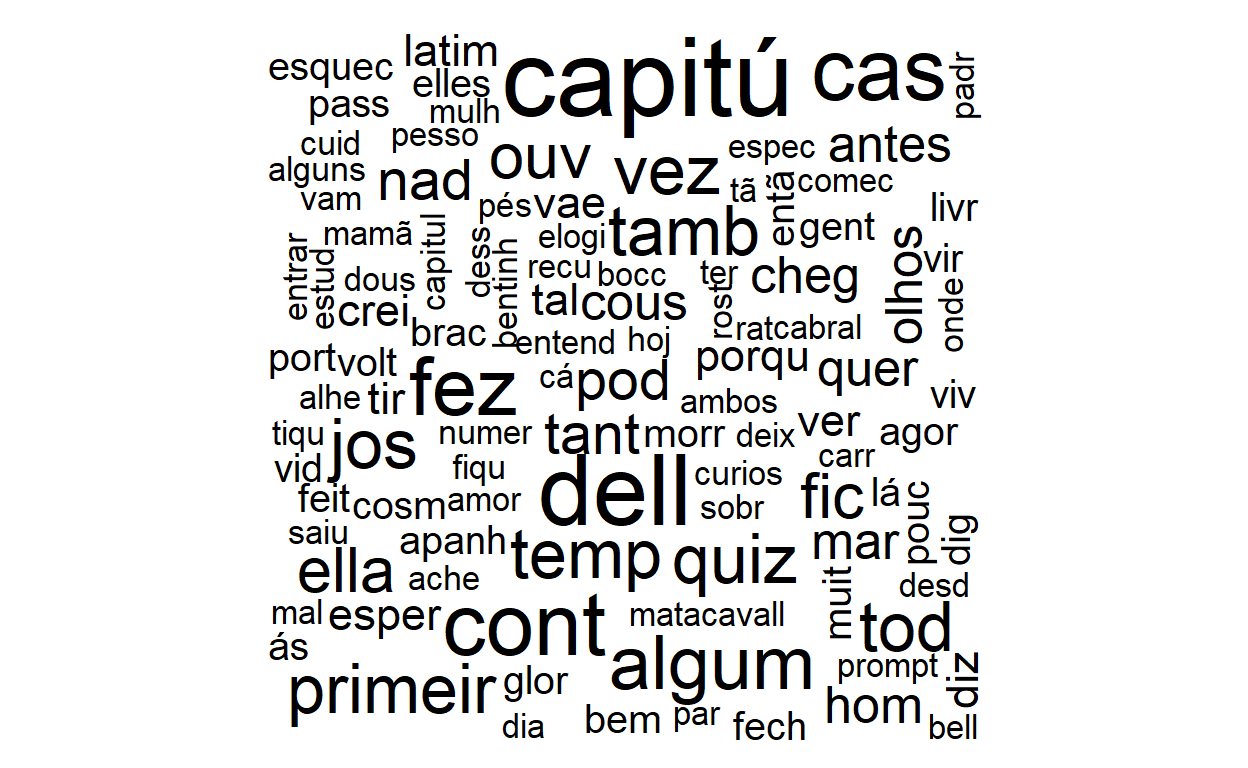 esquec latim capitú cas padr
pass elles mulh
cuid pesso ouv vez espec antes
alguns nad tã entã comec
vam pés vae tamb gent livr
entrar mamã capitul dess elogi olhos vir
estud dous bentinh recu bocc ter cheg onde
crei tal cous rost
brac entend hoj rat cabral
port volt porqu quer
alhe tir fez cá pod ambos viv
tiqu jos numer tant morr deix ver agor
vid fiqu dell curios carr
feit cosm amor sobr fic lá pouc dig
saiu apanh temp quiz mar
ella ache muit desd
mal esper cont matacavall tod
ás algum prompt diz
primeir glor hom
dia bem par fech bell